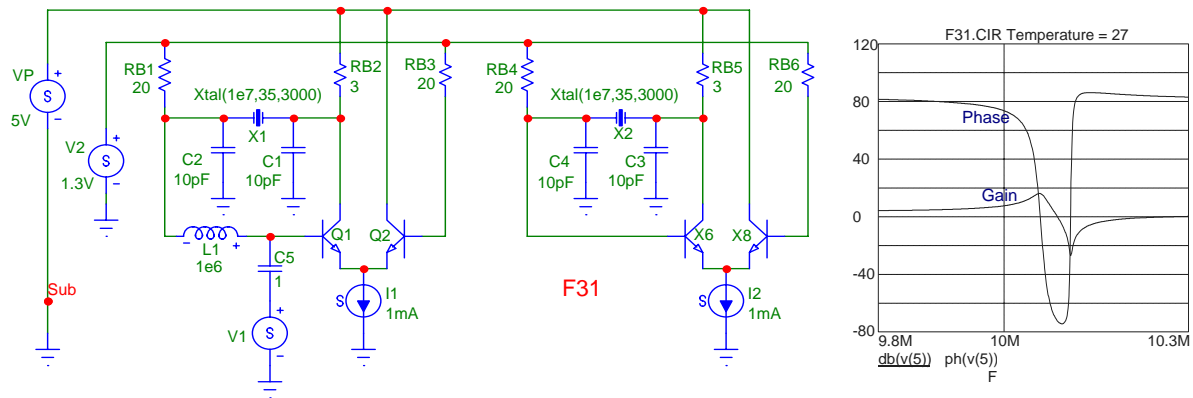 VP
+
S
5V
-
V2
+
S
1.3V
-
Sub
RB1
20
Xtal(1e7,35,3000)
RB2
3
RB3
20
X1
C2
10pF
C1
10pF
-
L1
+
1e6
C5
1
Q1
Q2
+
V1
S
-
S
I1
1mA
F31
RB4
20
Xtal(1e7,35,3000)
RB5
3
RB6
20
X2
C4
10pF
C3
10pF
X6
X8
S
I2
1mA
F31.CIR Temperature = 27
120
80
40
0
-40
-80
Phase
Gain
9.8M
10M
10.3M
db(v(5))
ph(v(5))
F